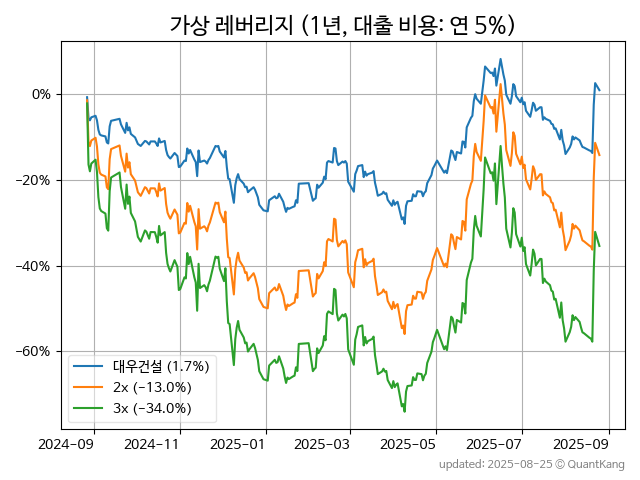 가상 레버리지 (1년, 대출 비용: 연 5%)
0%
−20%
−40%
−60%
대우건설 (1.7%)
2x (−13.0%)
3x (−34.0%)
2024-09 2024-11 2025-01 2025-03 2025-05 2025-07 2025-09
updated: 2025-08-25 © QuantKang